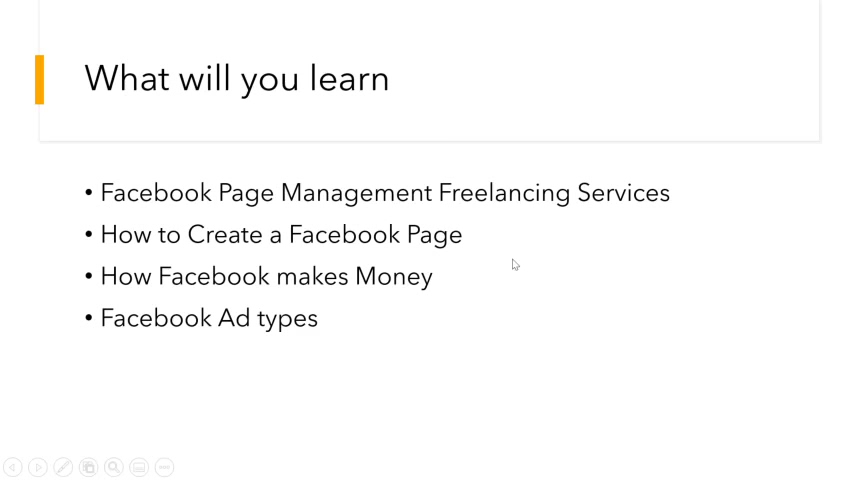 What will you learn
• Facebook Page Management Freelancing Services
• How to Create a Facebook Page
• How Facebook makes Money
• Facebook Ad types